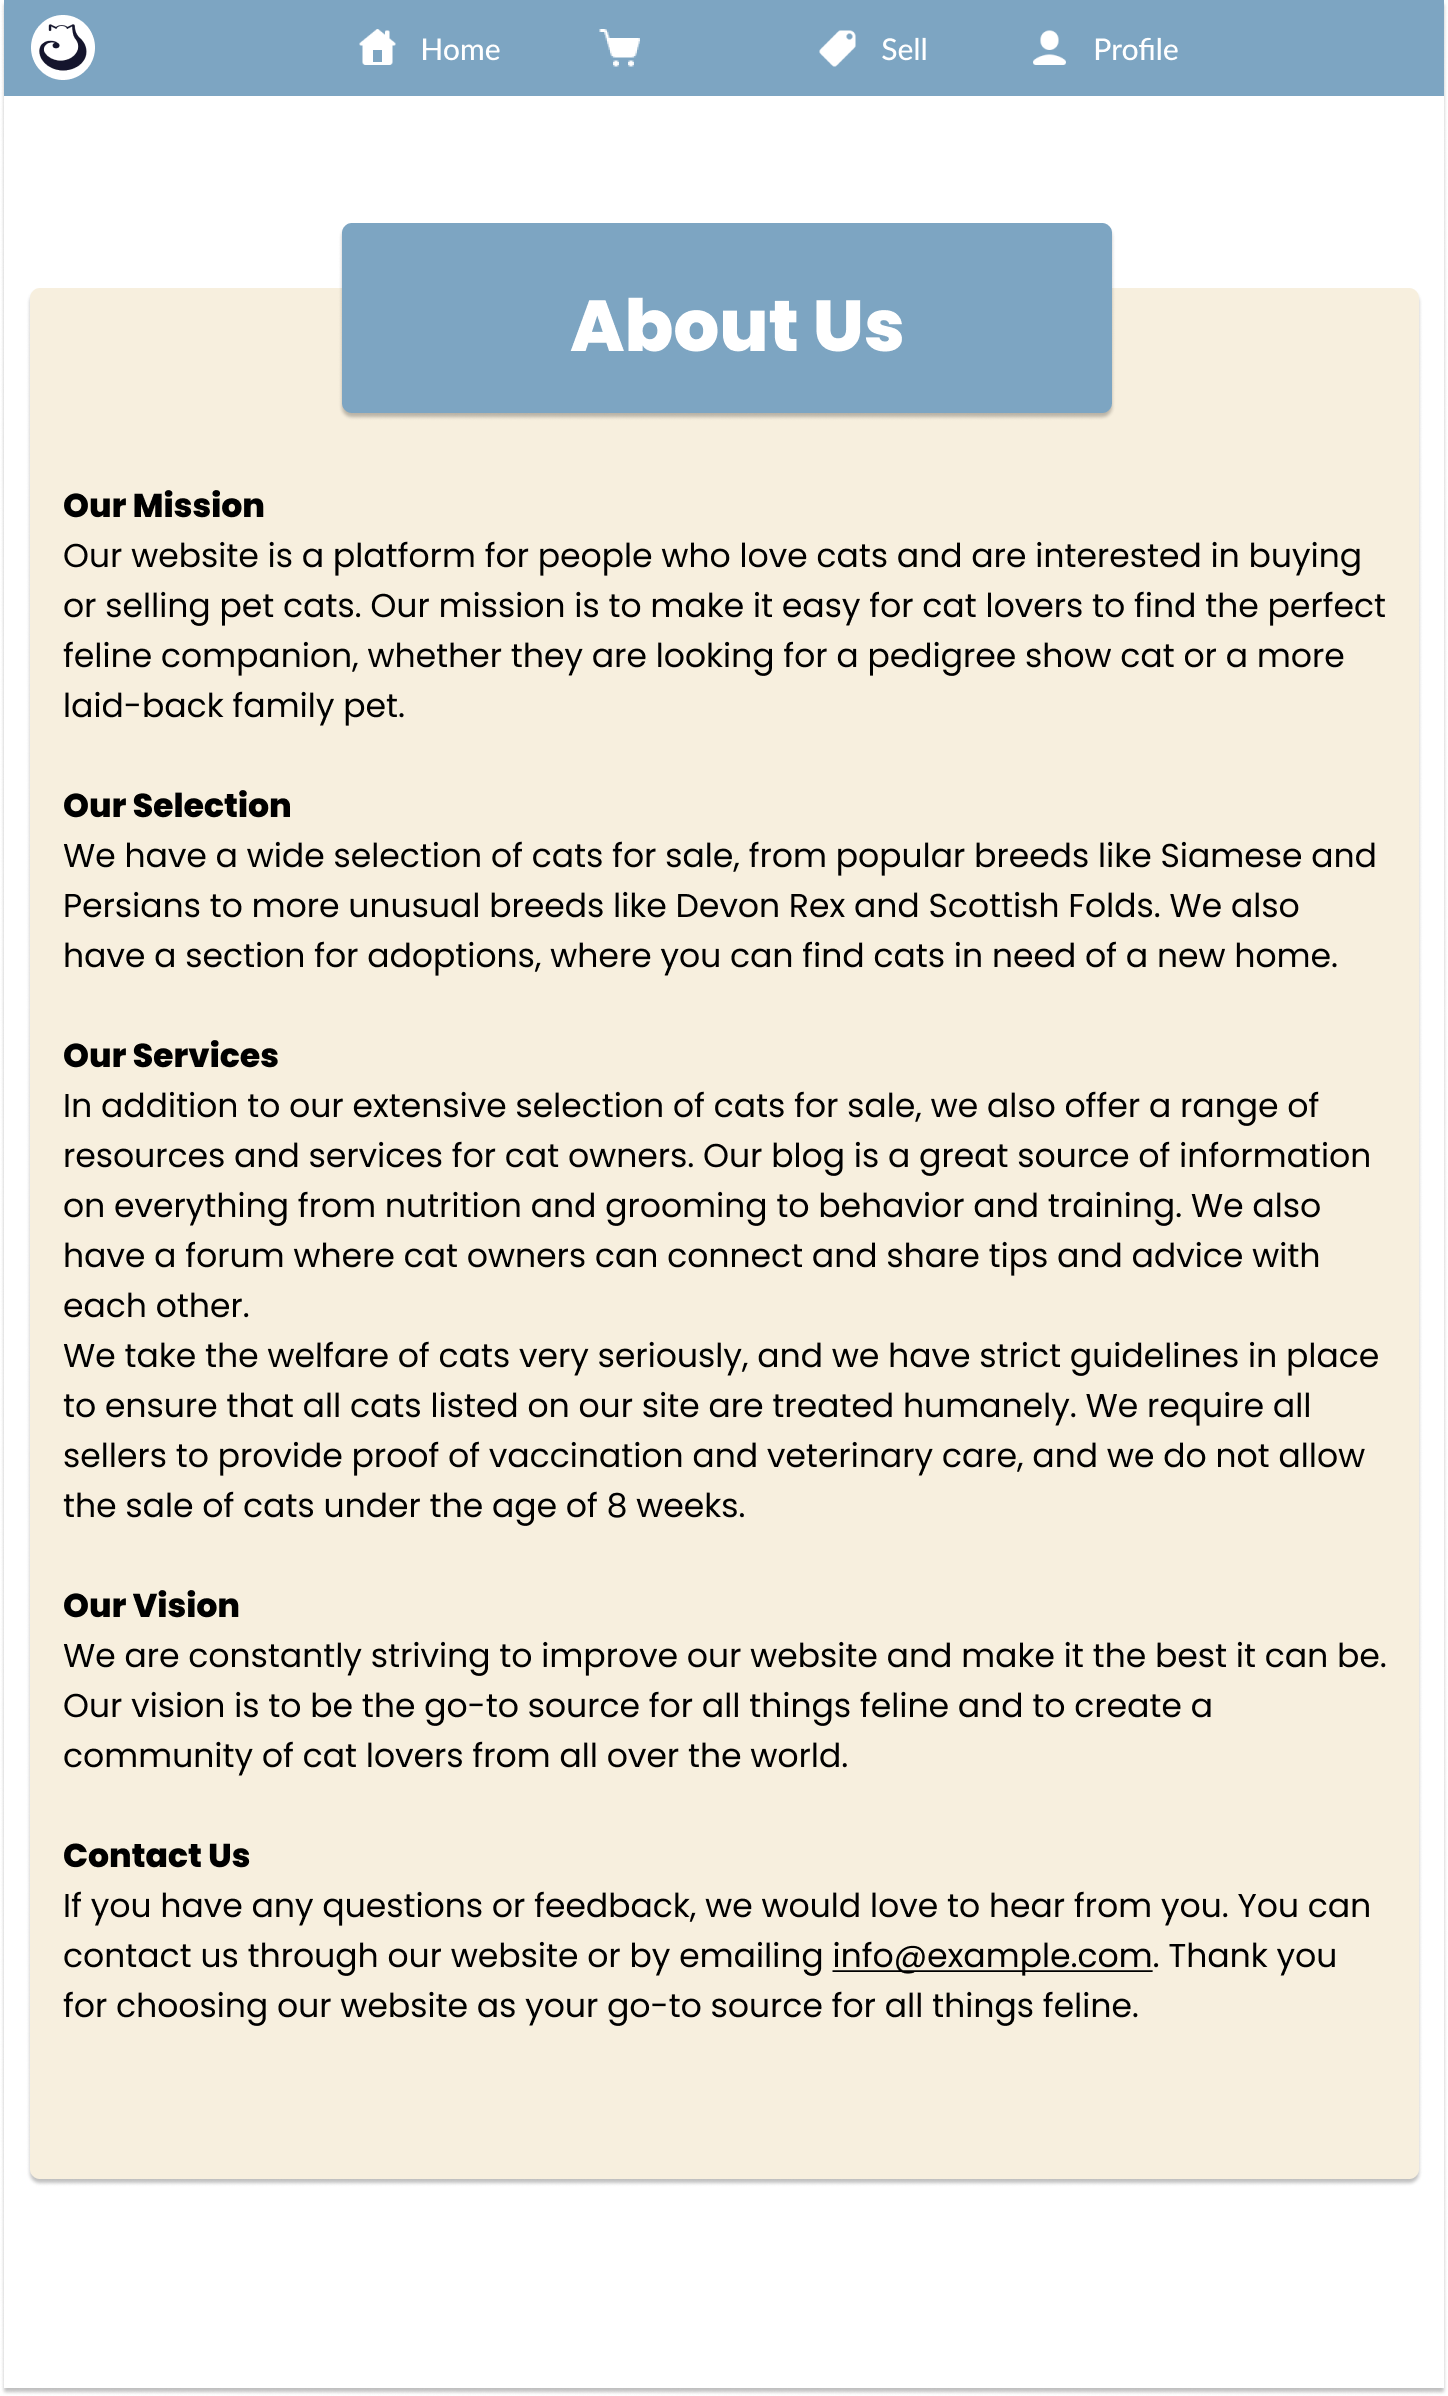 Home
Sell
Profile
About Us
Our Mission
Our website is a platform for people who love cats and are interested in buying
or selling pet cats. Our mission is to make it easy for cat lovers to find the perfect
feline companion, whether they are looking for a pedigree show cat or a more
laid-back family pet.
Our Selection
We have a wide selection of cats for sale, from popular breeds like Siamese and
Persians to more unusual breeds like Devon Rex and Scottish Folds. We also
have a section for adoptions, where you can find cats in need of a new home.
Our Services
In addition to our extensive selection of cats for sale, we also offer a range of
resources and services for cat owners. Our blog is a great source of information
on everything from nutrition and grooming to behavior and training. We also
have a forum where cat owners can connect and share tips and advice with
each other.
We take the welfare of cats very seriously, and we have strict guidelines in place
to ensure that all cats listed on our site are treated humanely. We require all
sellers to provide proof of vaccination and veterinary care, and we do not allow
the sale of cats under the age of 8 weeks.
Our Vision
We are constantly striving to improve our website and make it the best it can be.
Our vision is to be the go-to source for all things feline and to create a
community of cat lovers from all over the world.
Contact Us
If you have any questions or feedback, we would love to hear from you. You can
contact us through our website or by emailing info@example.com. Thank you
for choosing our website as your go-to source for all things feline.